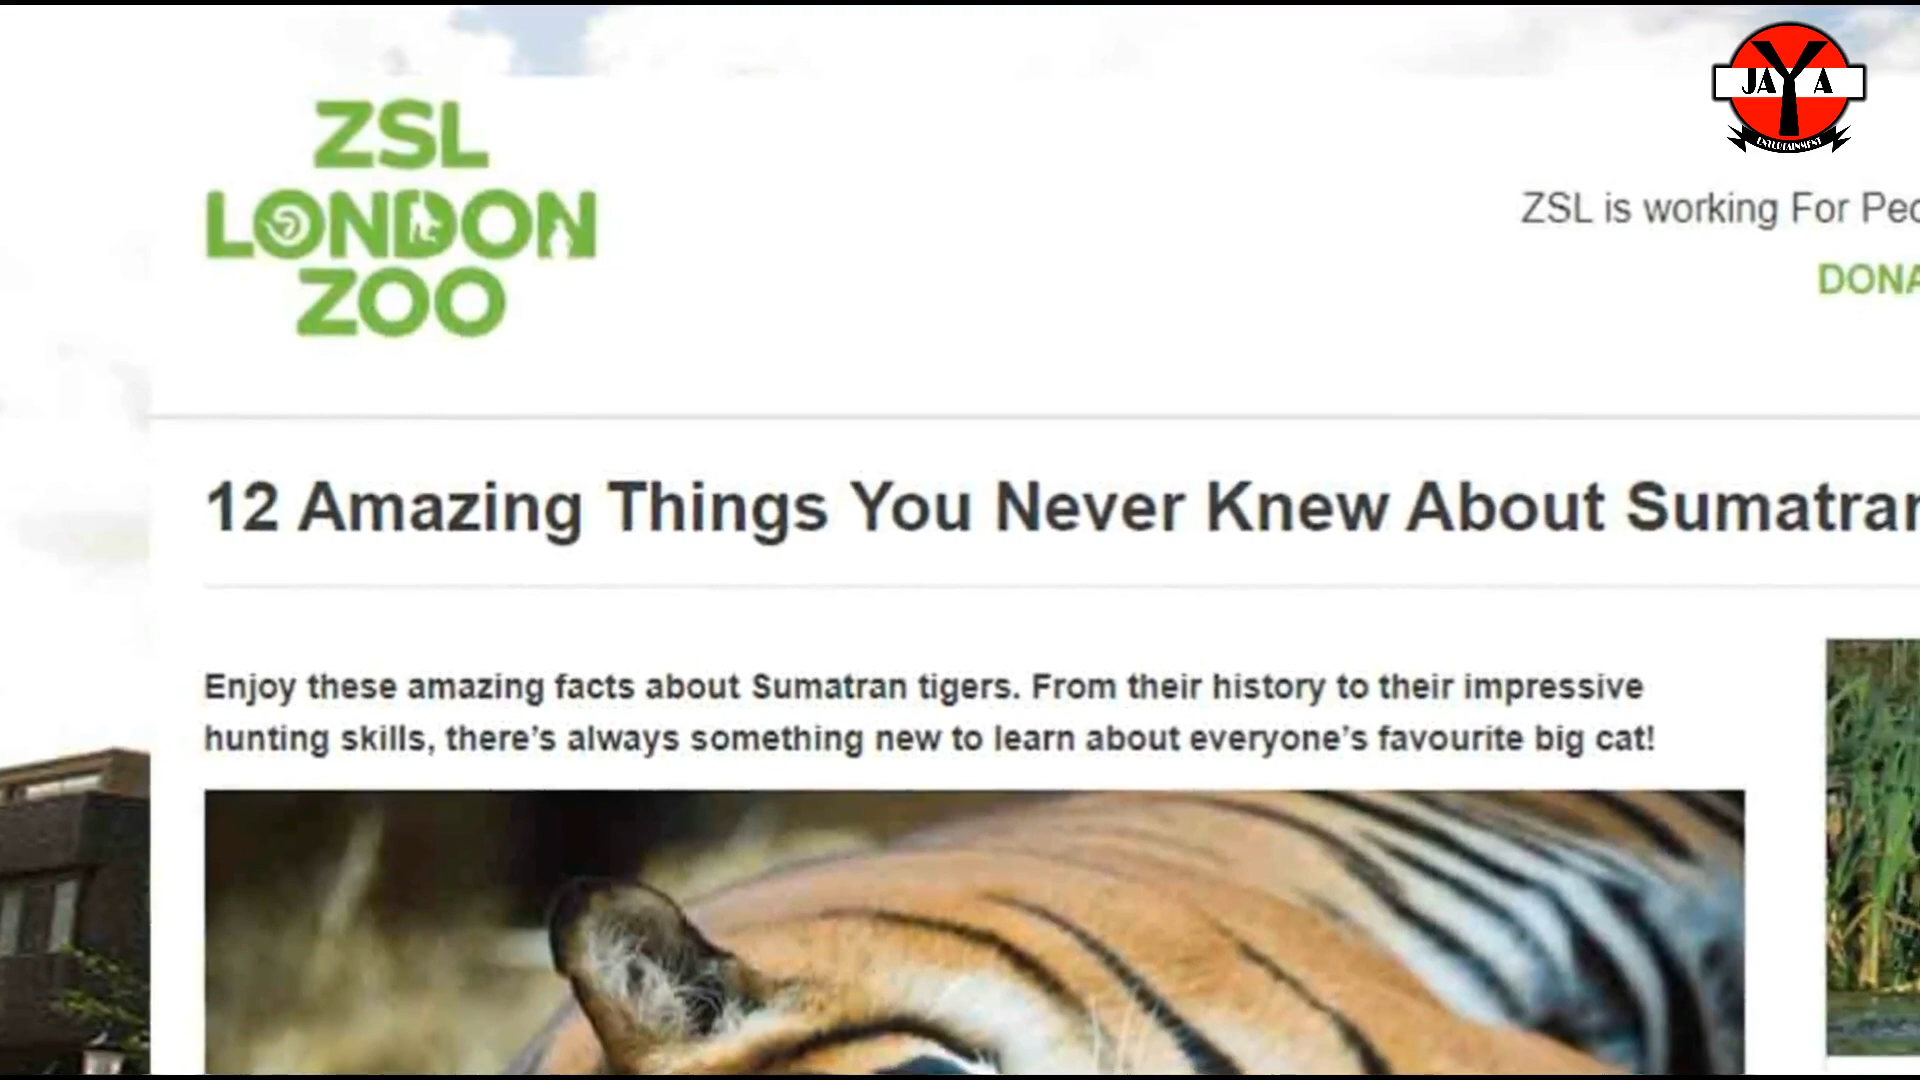 JAYA
ENTERTAINMENT
ZSL
LONDON
ZOO
ZSL is working For Peo
DONA
12 Amazing Things You Never Knew About Sumatran
Enjoy these amazing facts about Sumatran tigers. From their history to their impressive
hunting skills, there’s always something new to learn about everyone’s favourite big cat!